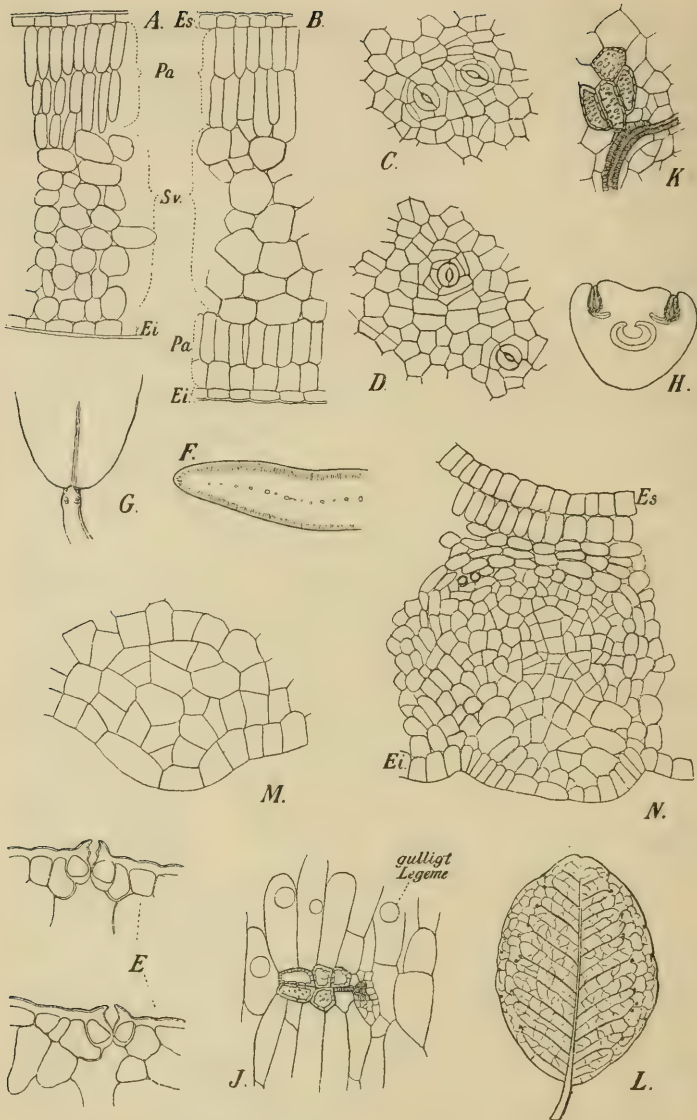 A. Es B.
Pa
C.
K
Sv.
Ei
Pa
D.
H.
Ei.
G.
F.
Es
M.
Ei.
N.
gulligt
Legeme
E
J.
L.